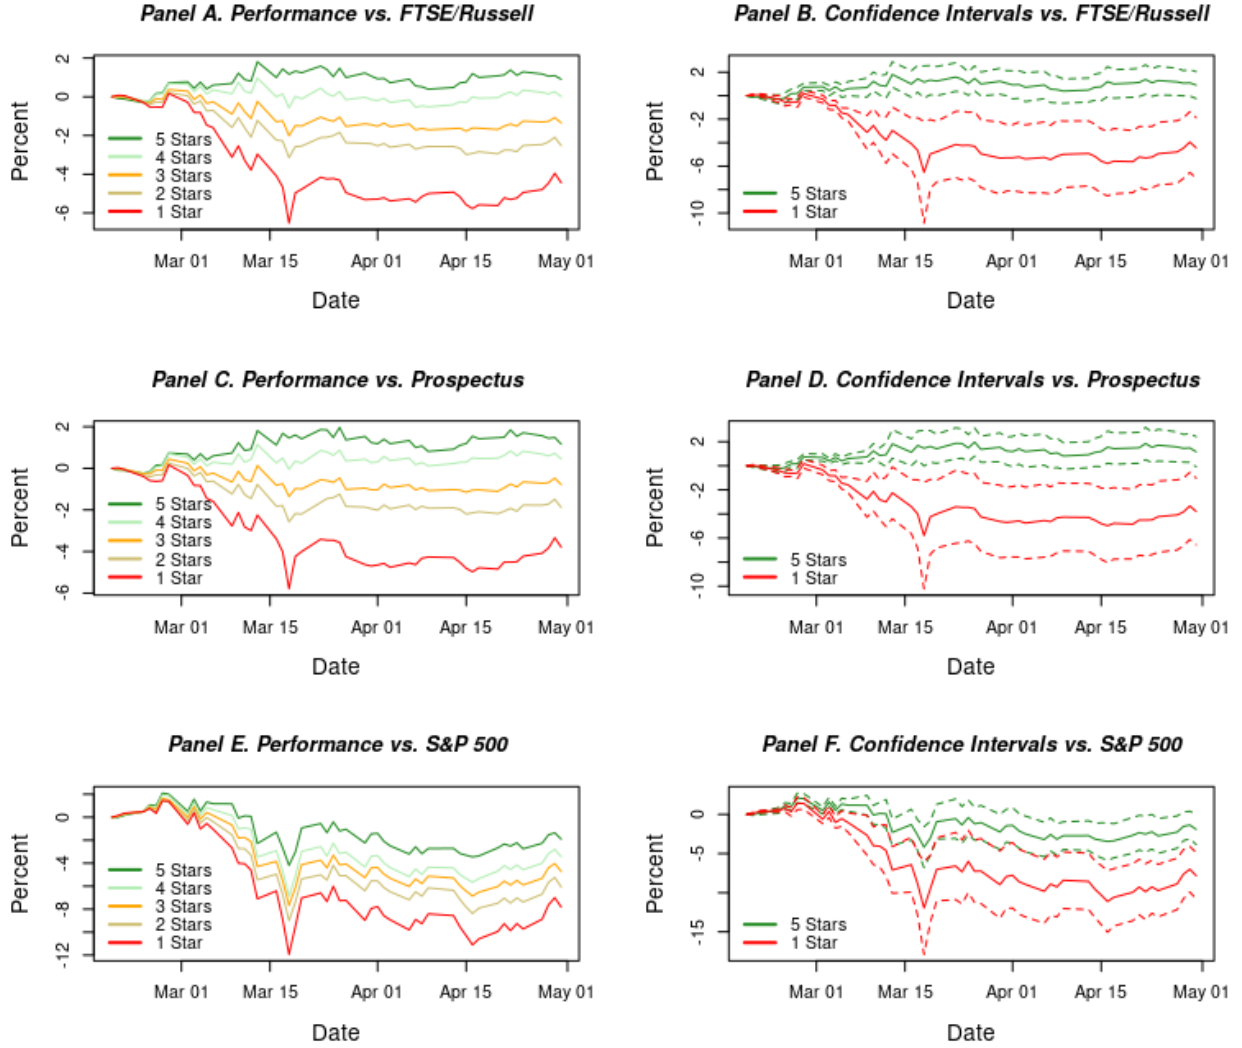 Panel A. Performance vs. FTSE/Russell
Percent
2
0
-2
-4
-6
5 Stars
4 Stars
3 Stars
2 Stars
1 Star
Mar 01
Mar 15
Apr 01
Apr 15
May 01
Date
Panel B. Confidence Intervals vs. FTSE/Russell
Percent
2
-2
-6
-10
5 Stars
1 Star
Mar 01
Mar 15
Apr 01
Apr 15
May 01
Date
Panel C. Performance vs. Prospectus
Percent
2
0
-2
-4
-6
5 Stars
4 Stars
3 Stars
2 Stars
1 Star
Mar 01
Mar 15
Apr 01
Apr 15
May 01
Date
Panel D. Confidence Intervals vs. Prospectus
Percent
2
-2
-6
-10
5 Stars
1 Star
Mar 01
Mar 15
Apr 01
Apr 15
May 01
Date
Panel E. Performance vs. S&P 500
Percent
0
-4
-8
-12
5 Stars
4 Stars
3 Stars
2 Stars
1 Star
Mar 01
Mar 15
Apr 01
Apr 15
May 01
Date
Panel F. Confidence Intervals vs. S&P 500
Percent
0
-5
-15
5 Stars
1 Star
Mar 01
Mar 15
Apr 01
Apr 15
May 01
Date